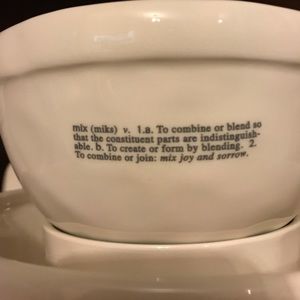 mix (miks) v. 1.a. To combine or blend so
that the constituent parts are indistinguish-
able. b. To create or form by blending. 2.
To combine or join: mix joy and sorrow.